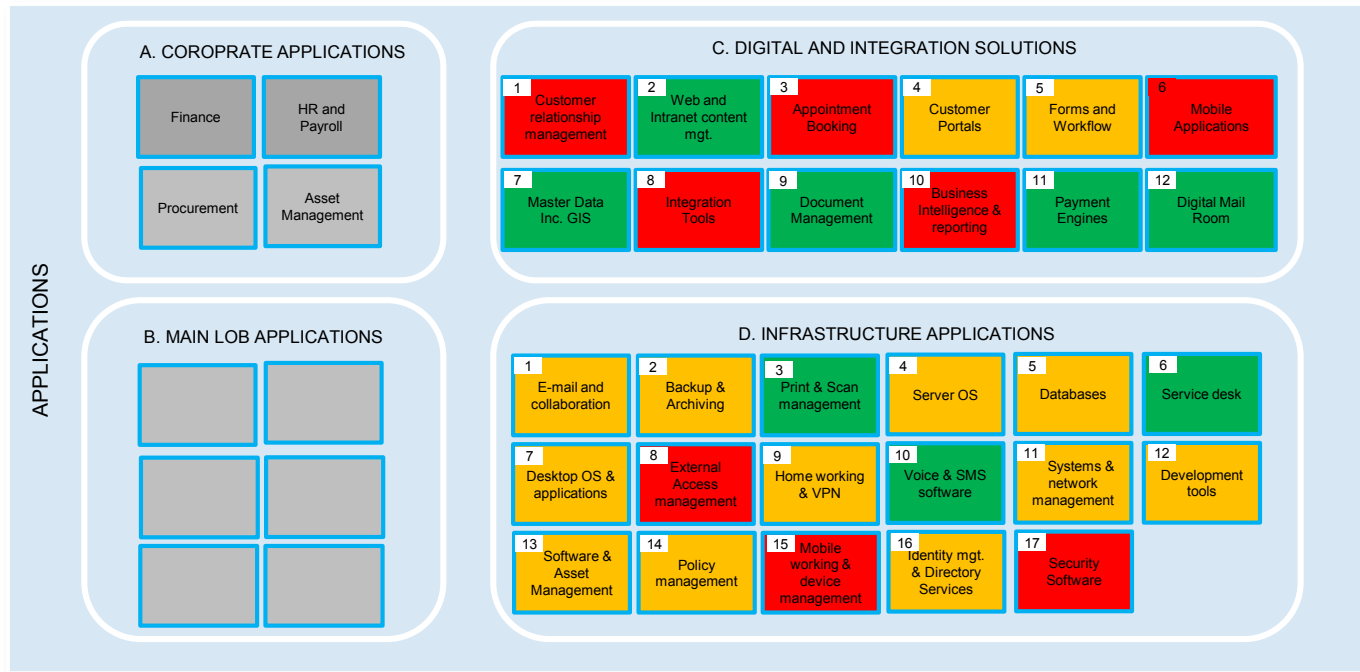 APPLICATIONS
A. COROPRATE APPLICATIONS
Finance
HR and
Payroll
Procurement
Asset
Management
B. MAIN LOB APPLICATIONS
C. DIGITAL AND INTEGRATION SOLUTIONS
1
Customer
relationship
management
2
Web and
Intranet content
mgt.
3
Appointment
Booking
4
Customer
Portals
5
Forms and
Workflow
6
Mobile
Applications
7
Master Data
Inc. GIS
8
Integration
Tools
9
Document
Management
10
Business
Intelligence &
reporting
11
Payment
Engines
12
Digital Mail
Room
D. INFRASTRUCTURE APPLICATIONS
1
E-mail and
collaboration
2
Backup &
Archiving
3
Print & Scan
management
4
Server OS
5
Databases
6
Service desk
7
Desktop OS &
applications
8
External
Access
management
9
Home working
& VPN
10
Voice & SMS
software
11
Systems &
network
management
12
Development
tools
13
Software &
Asset
Management
14
Policy
management
15
Mobile
working &
device
management
16
Identity mgt.
& Directory
Services
17
Security
Software